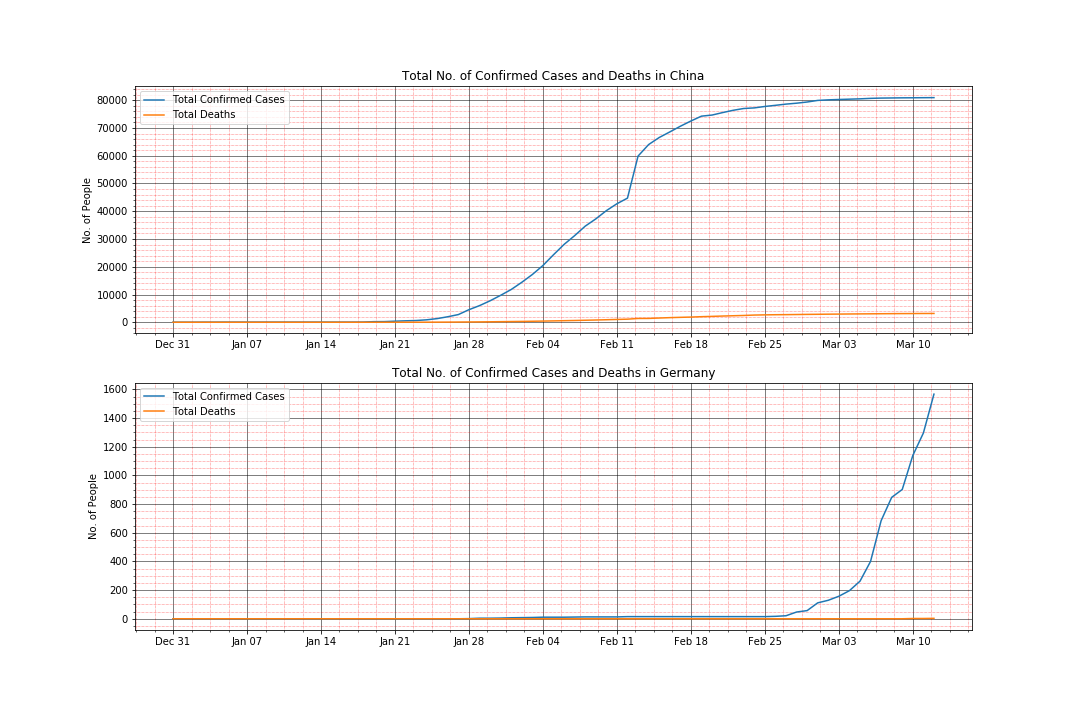 Total No. of Confirmed Cases and Deaths in China
Total Confirmed Cases
Total Deaths
No. of People
80000
70000
60000
50000
40000
30000
20000
10000
0
Dec 31 Jan 07 Jan 14 Jan 21 Jan 28 Feb 04 Feb 11 Feb 18 Feb 25 Mar 03 Mar 10
Total No. of Confirmed Cases and Deaths in Germany
Total Confirmed Cases
Total Deaths
No. of People
1600
1400
1200
1000
800
600
400
200
0
Dec 31 Jan 07 Jan 14 Jan 21 Jan 28 Feb 04 Feb 11 Feb 18 Feb 25 Mar 03 Mar 10